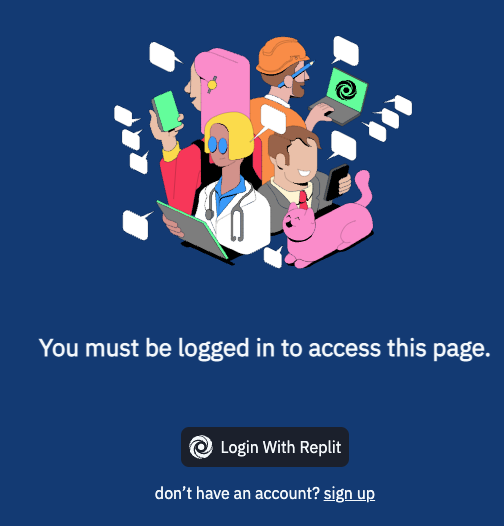 You must be logged in to access this page.
Login With Replit
don't have an account? sign up